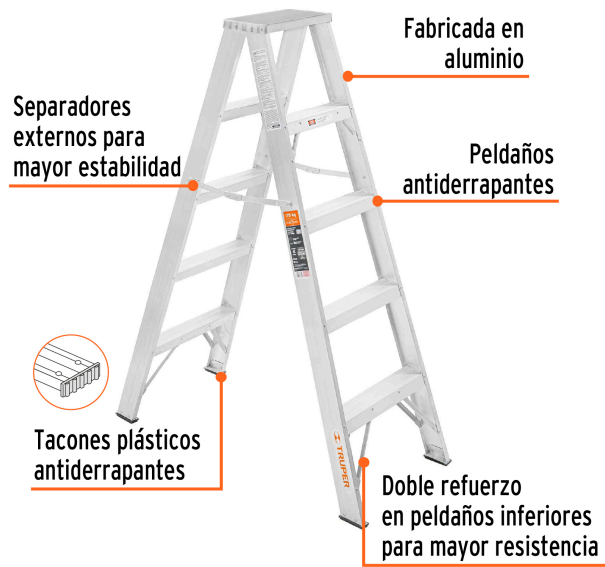 Fabricada en
aluminio
Separadores
externos para
mayor estabilidad
Peldaños
antiderrapantes
Tacones plásticos
antiderrapantes
TRUPER
Doble refuerzo
en peldaños inferiores
para mayor resistencia